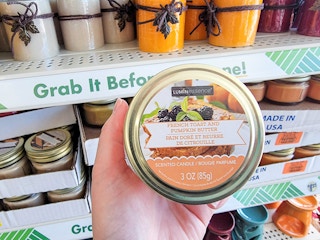 Grab It Before
ne!
LUMINESSENCE
FRENCH TOAST AND
PUMPKIN BUTTER
PAIN DORÉ ET BEURRE
DE CITROUILLE
SCENTED CANDLE • BOUGIE PARFUMÉE
3 OZ (85g)
MADE IN
USA